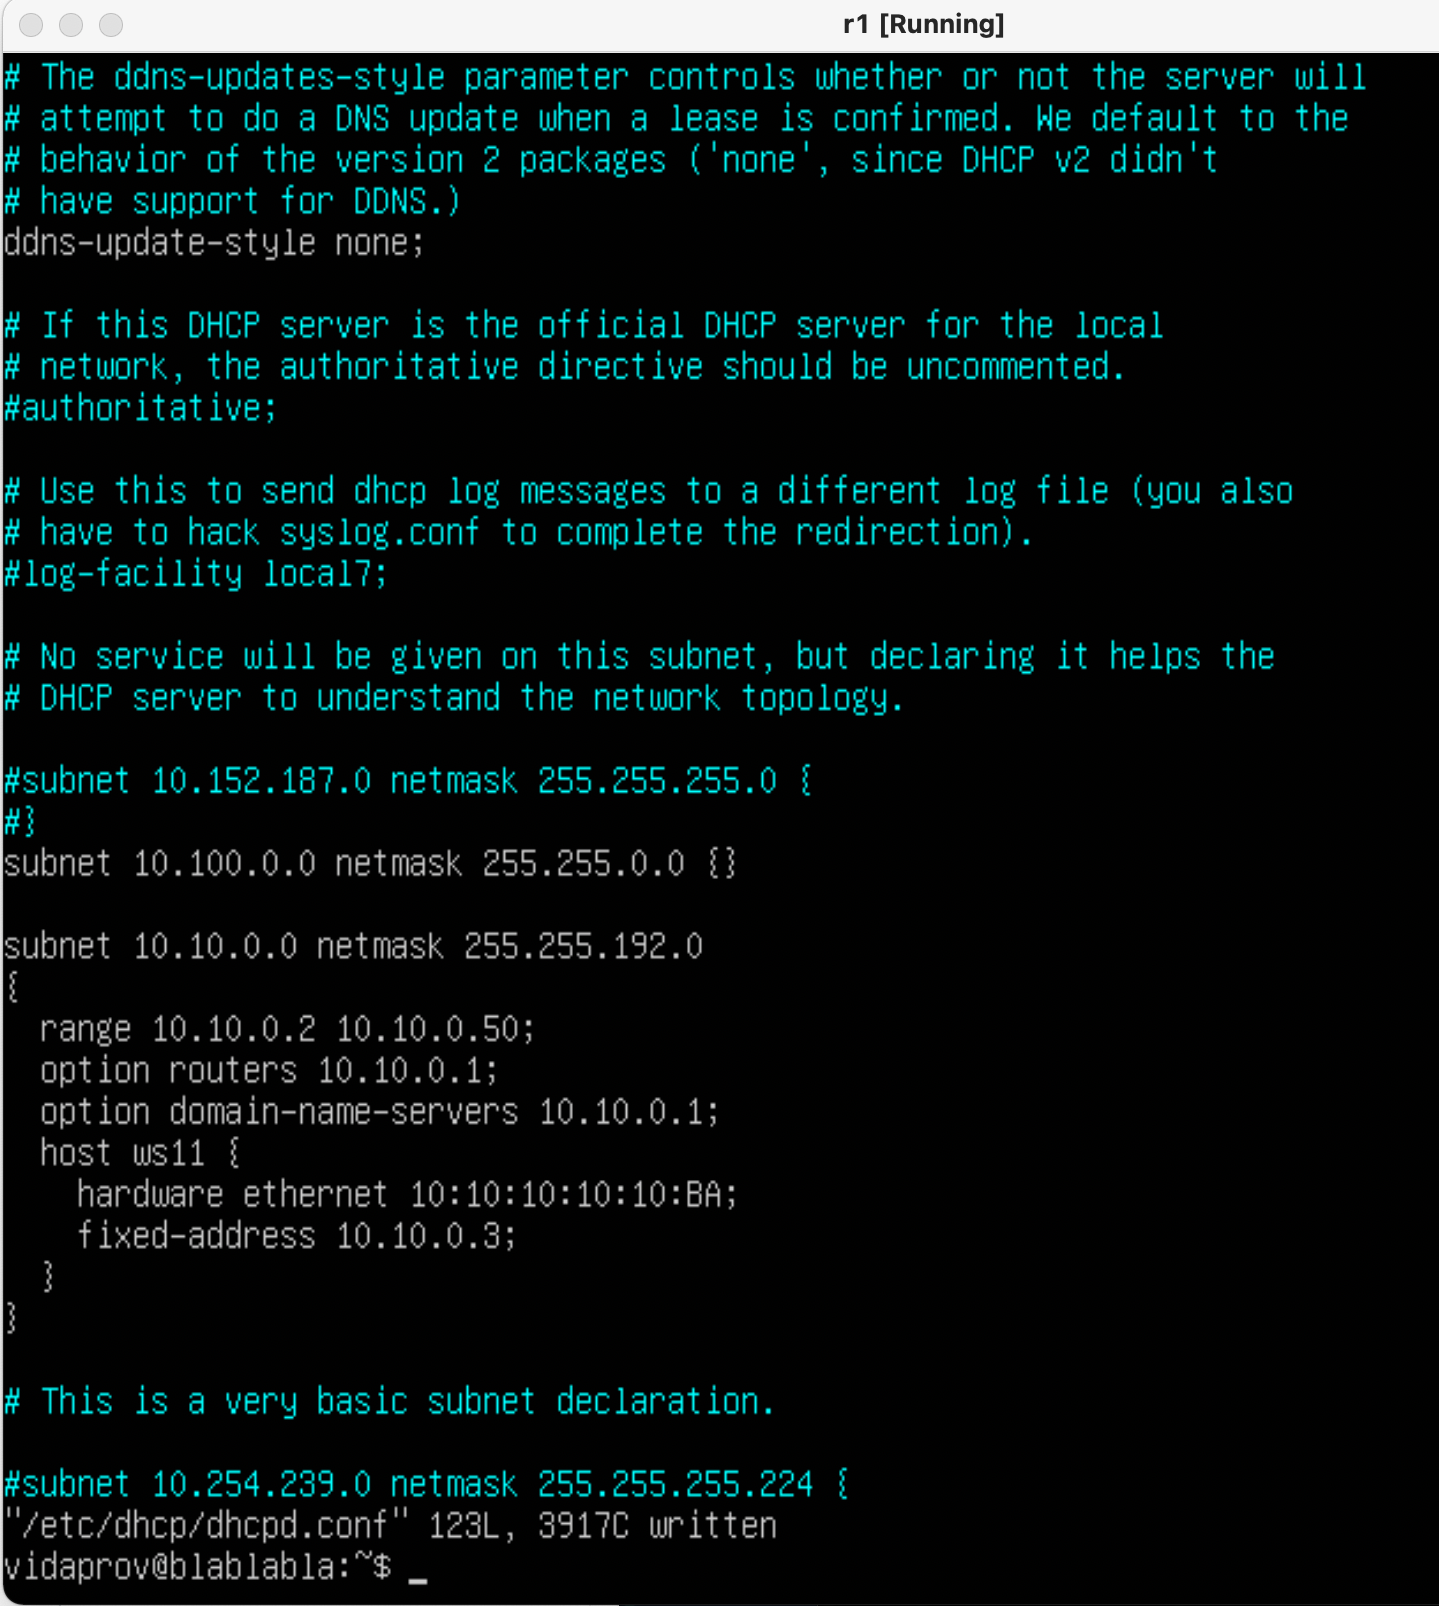 r1 [Running]
# The ddns-updates-style parameter controls whether or not the server will
# attempt to do a DNS update when a lease is confirmed. We default to the
# behavior of the version 2 packages ('none', since DHCP v2 didn't
# have support for DDNS.)
ddns-update-style none;

# If this DHCP server is the official DHCP server for the local
# network, the authoritative directive should be uncommented.
#authoritative;

# Use this to send dhcp log messages to a different log file (you also
# have to hack syslog.conf to complete the redirection).
#log-facility local7;

# No service will be given on this subnet, but declaring it helps the
# DHCP server to understand the network topology.

#subnet 10.152.187.0 netmask 255.255.255.0 {
#}
subnet 10.100.0.0 netmask 255.255.0.0 {}

subnet 10.10.0.0 netmask 255.255.192.0
{
  range 10.10.0.2 10.10.0.50;
  option routers 10.10.0.1;
  option domain-name-servers 10.10.0.1;
  host ws11 {
    hardware ethernet 10:10:10:10:10:BA;
    fixed-address 10.10.0.3;
  }
}

# This is a very basic subnet declaration.

#subnet 10.254.239.0 netmask 255.255.255.224 {
"/etc/dhcp/dhcpd.conf" 123L, 3917C written
vidaprov@blablabla:~$ _